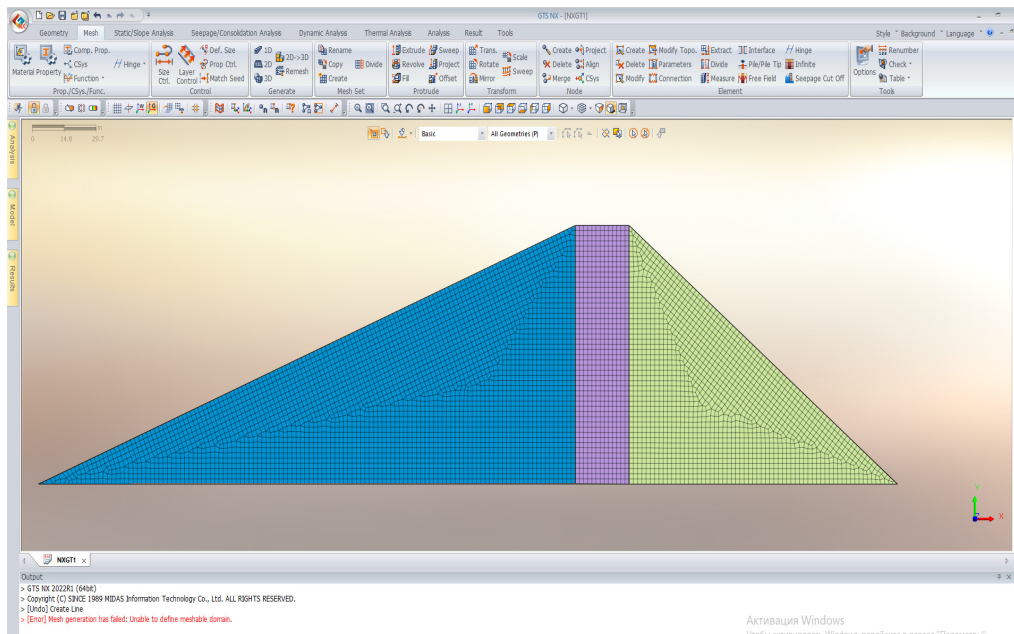 GTS NX - [NXGT1]
Geometry Mesh Static/Slope Analysis Seepage/Consolidation Analysis Dynamic Analysis Thermal Analysis Analysis Result Tools Style Background Language
Material Property Comp. Prop. CSys Function Hinge
Prop./CSys./Func.
Size Ctrl. Layer Control Def. Size Prop Ctrl. Match Seed
Control
1D 2D 3D 2D->3D Remesh
Generate
Rename Copy Create Divide
Mesh Set
Extrude Revolve Fill Sweep Project Offset
Protrude
Trans. Rotate Mirror Scale Sweep
Transform
Create Delete Merge Project Align CSys
Node
Create Delete Modify Modify Topo. Parameters Connection Extract Divide Measure Interface Pile/Pile Tip Free Field Hinge Infinite Seepage Cut Off
Element
Options Renumber Check Table
Tools
Basic All Geometries (P)
m
0 14.8 29.7
Analysis
Model
Results
Y
Z
X
NXGT1 x
Output
> GTS NX 2022R1 (64bit)
> Copyright (C) SINCE 1989 MIDAS Information Technology Co., Ltd. ALL RIGHTS RESERVED.
> [Undo] Create Line
> [Error] Mesh generation has failed: Unable to define meshable domain.
Активация Windows